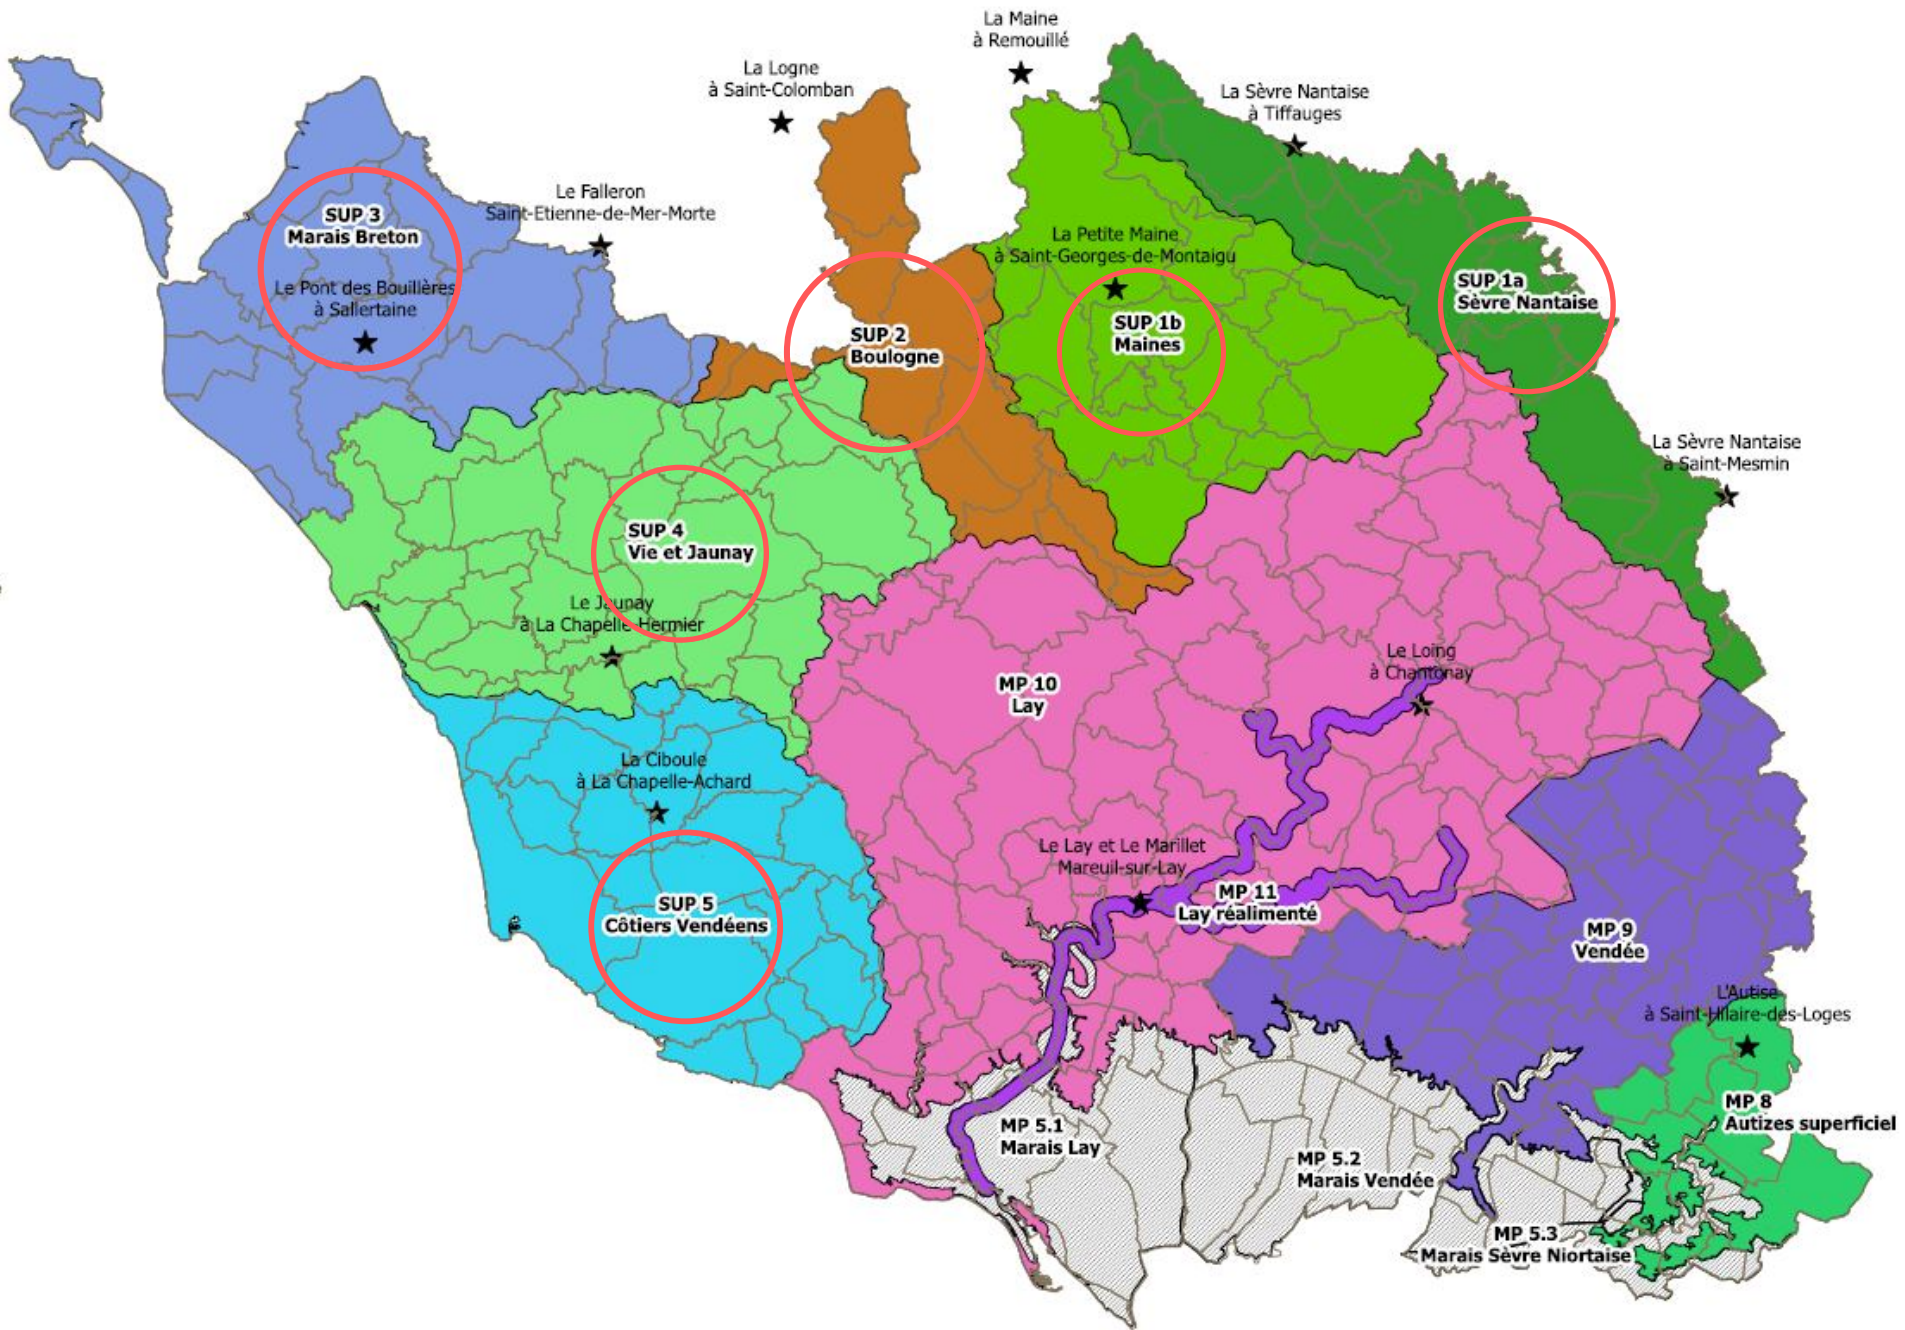 La Maine
à Remouillé
La Logne
à Saint-Colomban
La Sèvre Nantaise
à Tiffauges
Le Falleron
Saint-Etienne-de-Mer-Morte
SUP 3
Marais Breton
La Petite Maine
à Saint-Georges-de-Montaigu
Le Pont des Bouillères
à Sallertaine
SUP 1a
Sèvre Nantaise
SUP 2
Boulogne
SUP 1b
Maines
La Sèvre Nantaise
à Saint-Mesmin
SUP 4
Vie et Jaunay
Le Jaunay
à La Chapelle-Hermier
Le Loing
à Chantonay
MP 10
Lay
La Ciboule
à La Chapelle-Achard
Le Lay et Le Marillet
Mareuil-sur-Lay
MP 11
Lay réalimenté
SUP 5
Côtiers Vendéens
MP 9
Vendée
L'Autise
à Saint-Hilaire-des-Loges
MP 8
Autizes superficiel
MP 5.1
Marais Lay
MP 5.2
Marais Vendée
MP 5.3
Marais Sèvre Niortaise